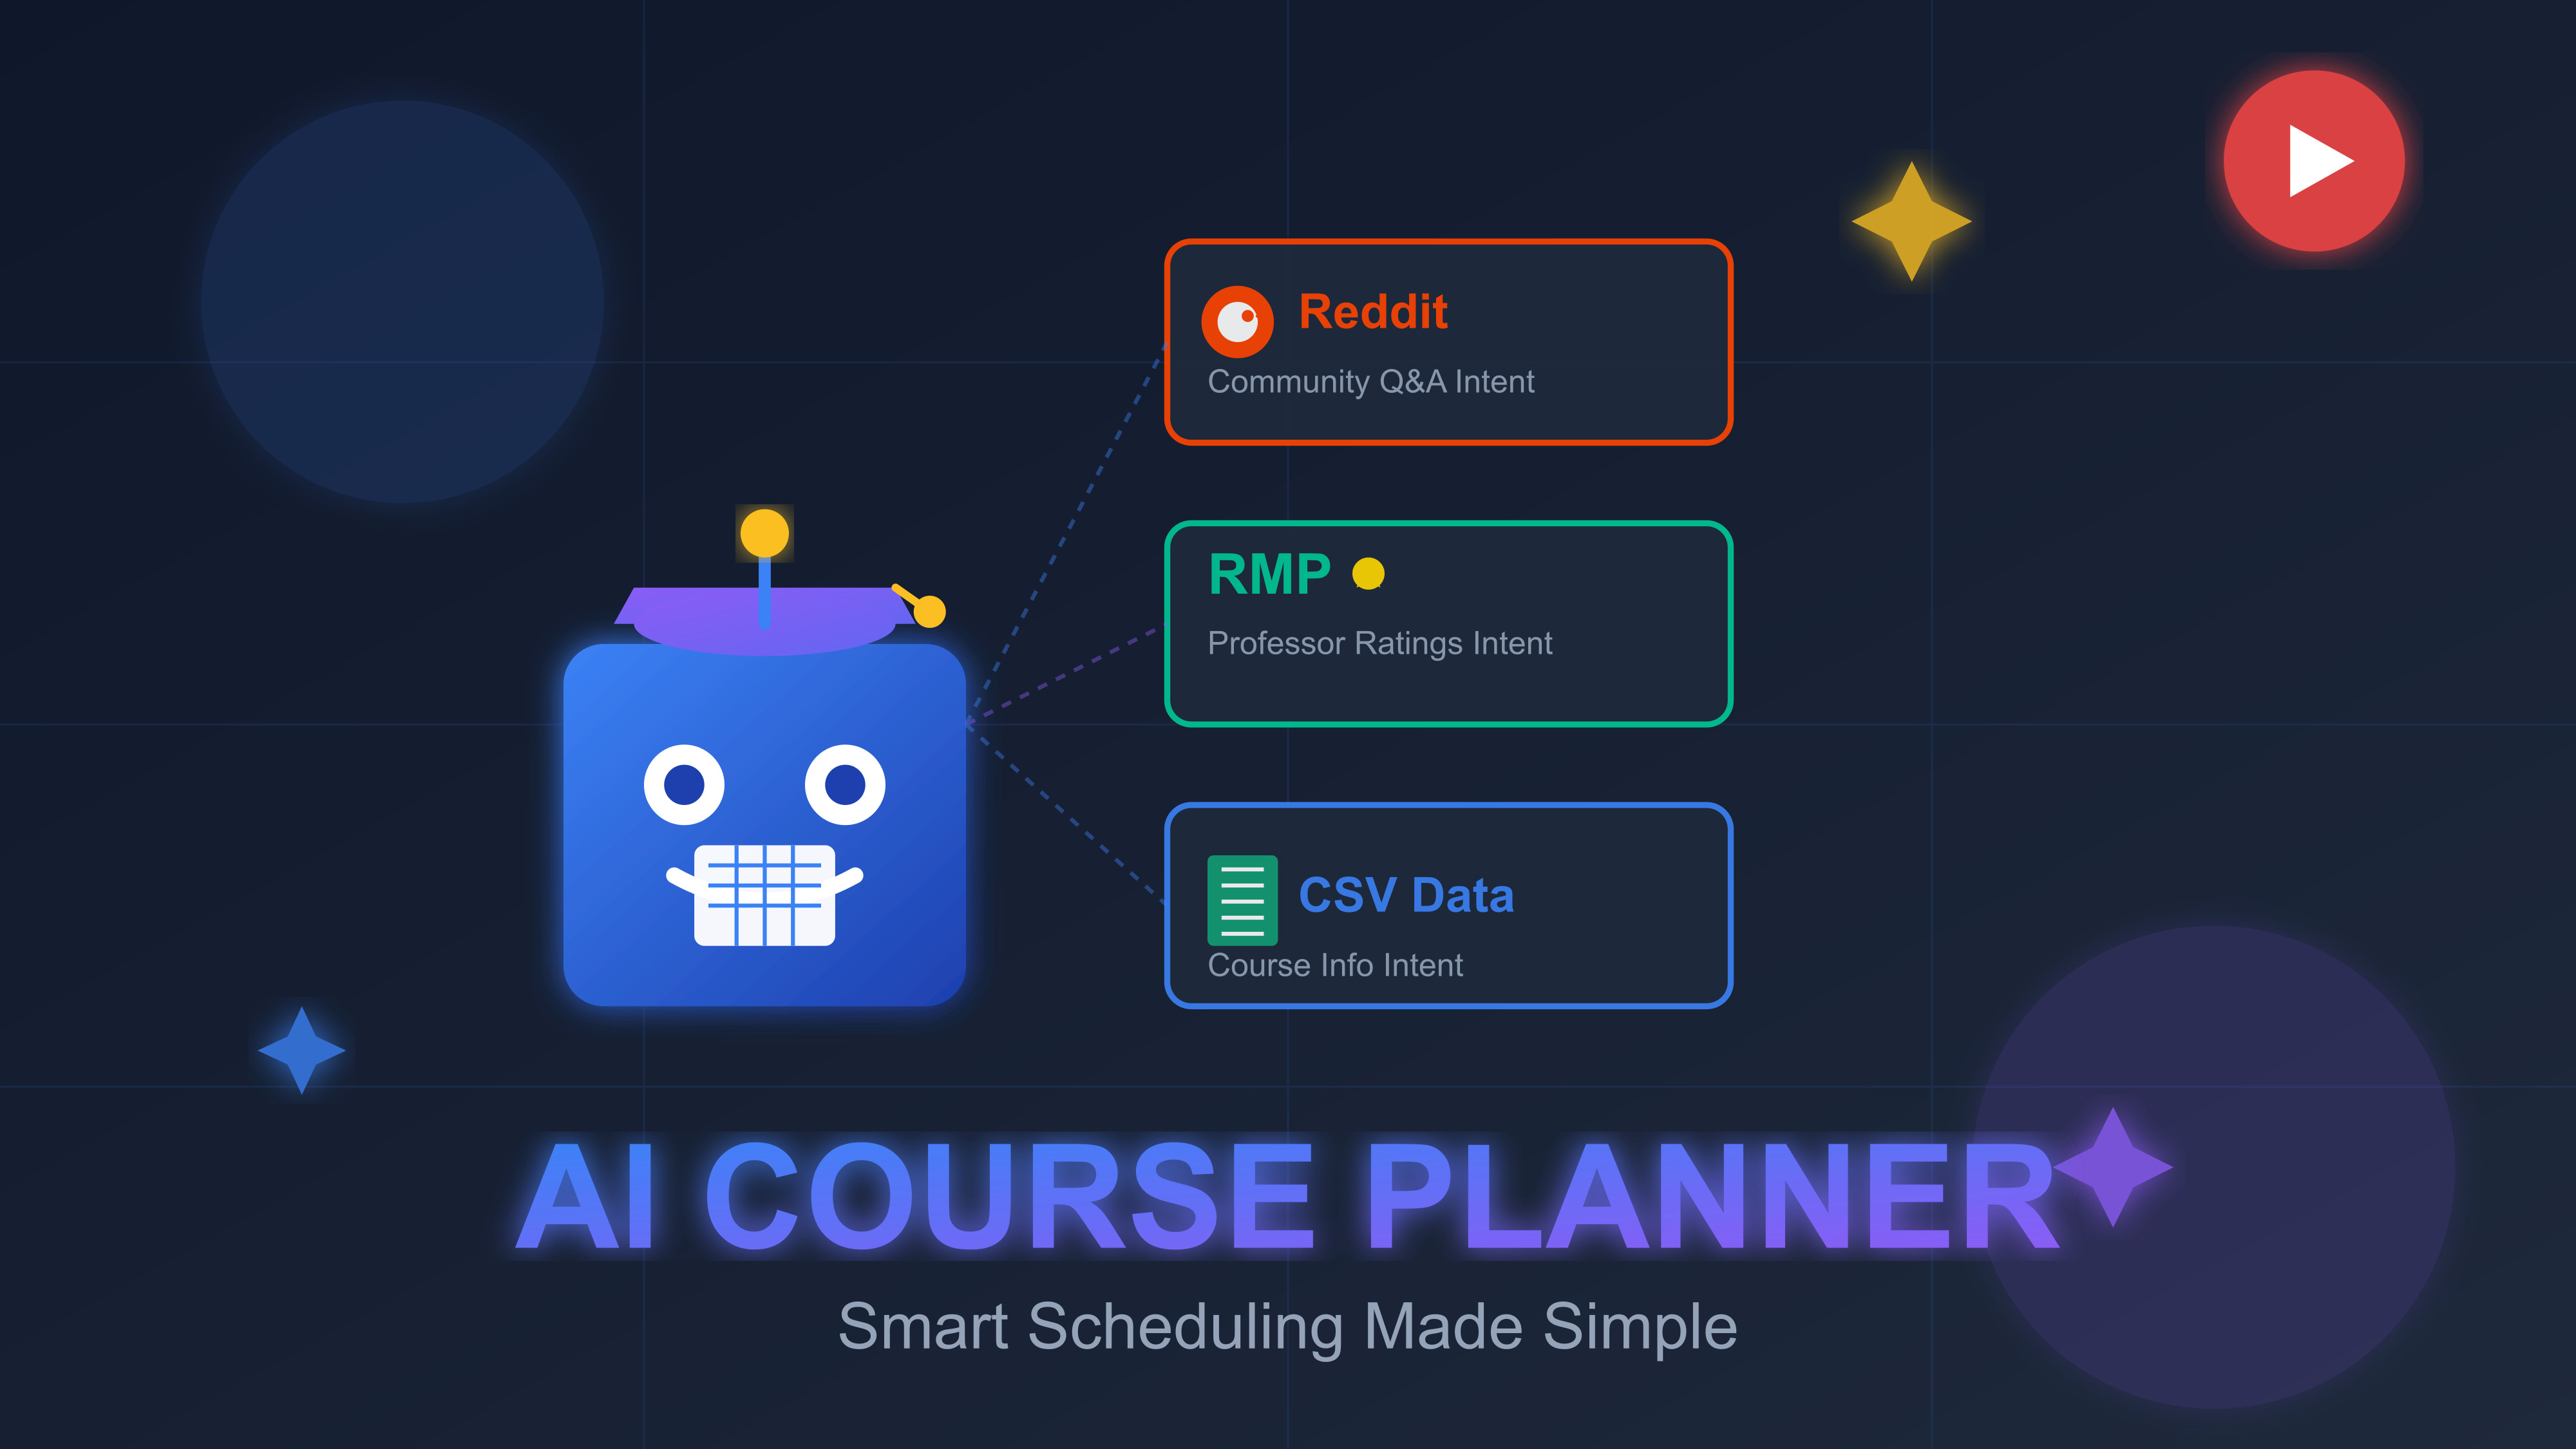 Reddit
Community Q&A Intent
RMP
Professor Ratings Intent
CSV Data
Course Info Intent
AI COURSE PLANNER
Smart Scheduling Made Simple